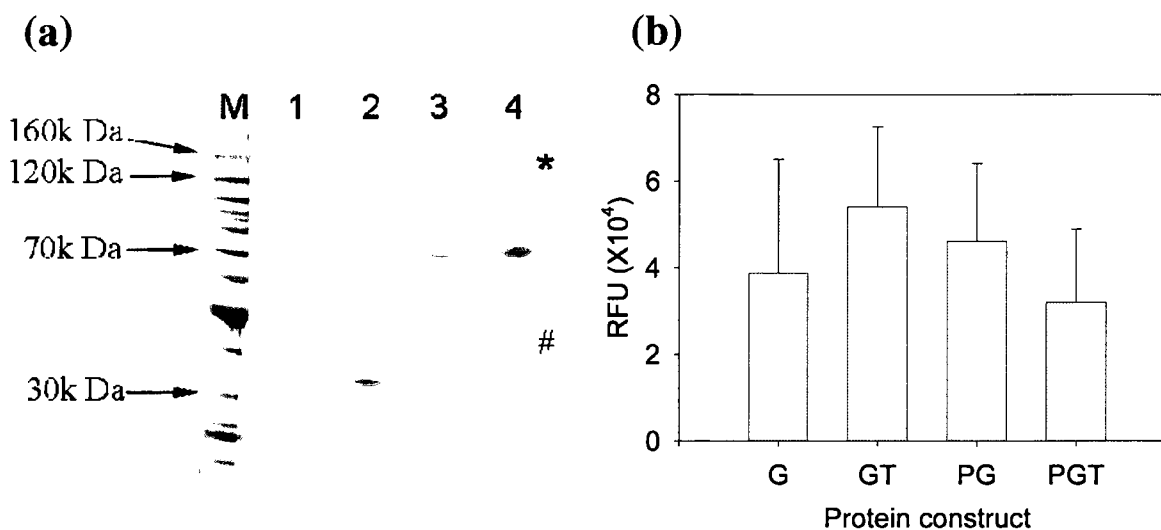 (a)
M 1 2 3 4
160k Da
120k Da
70k Da
30k Da
*
#
(b)
8
6
4
2
0
RFU (X10⁴)
G GT PG PGT
Protein construct